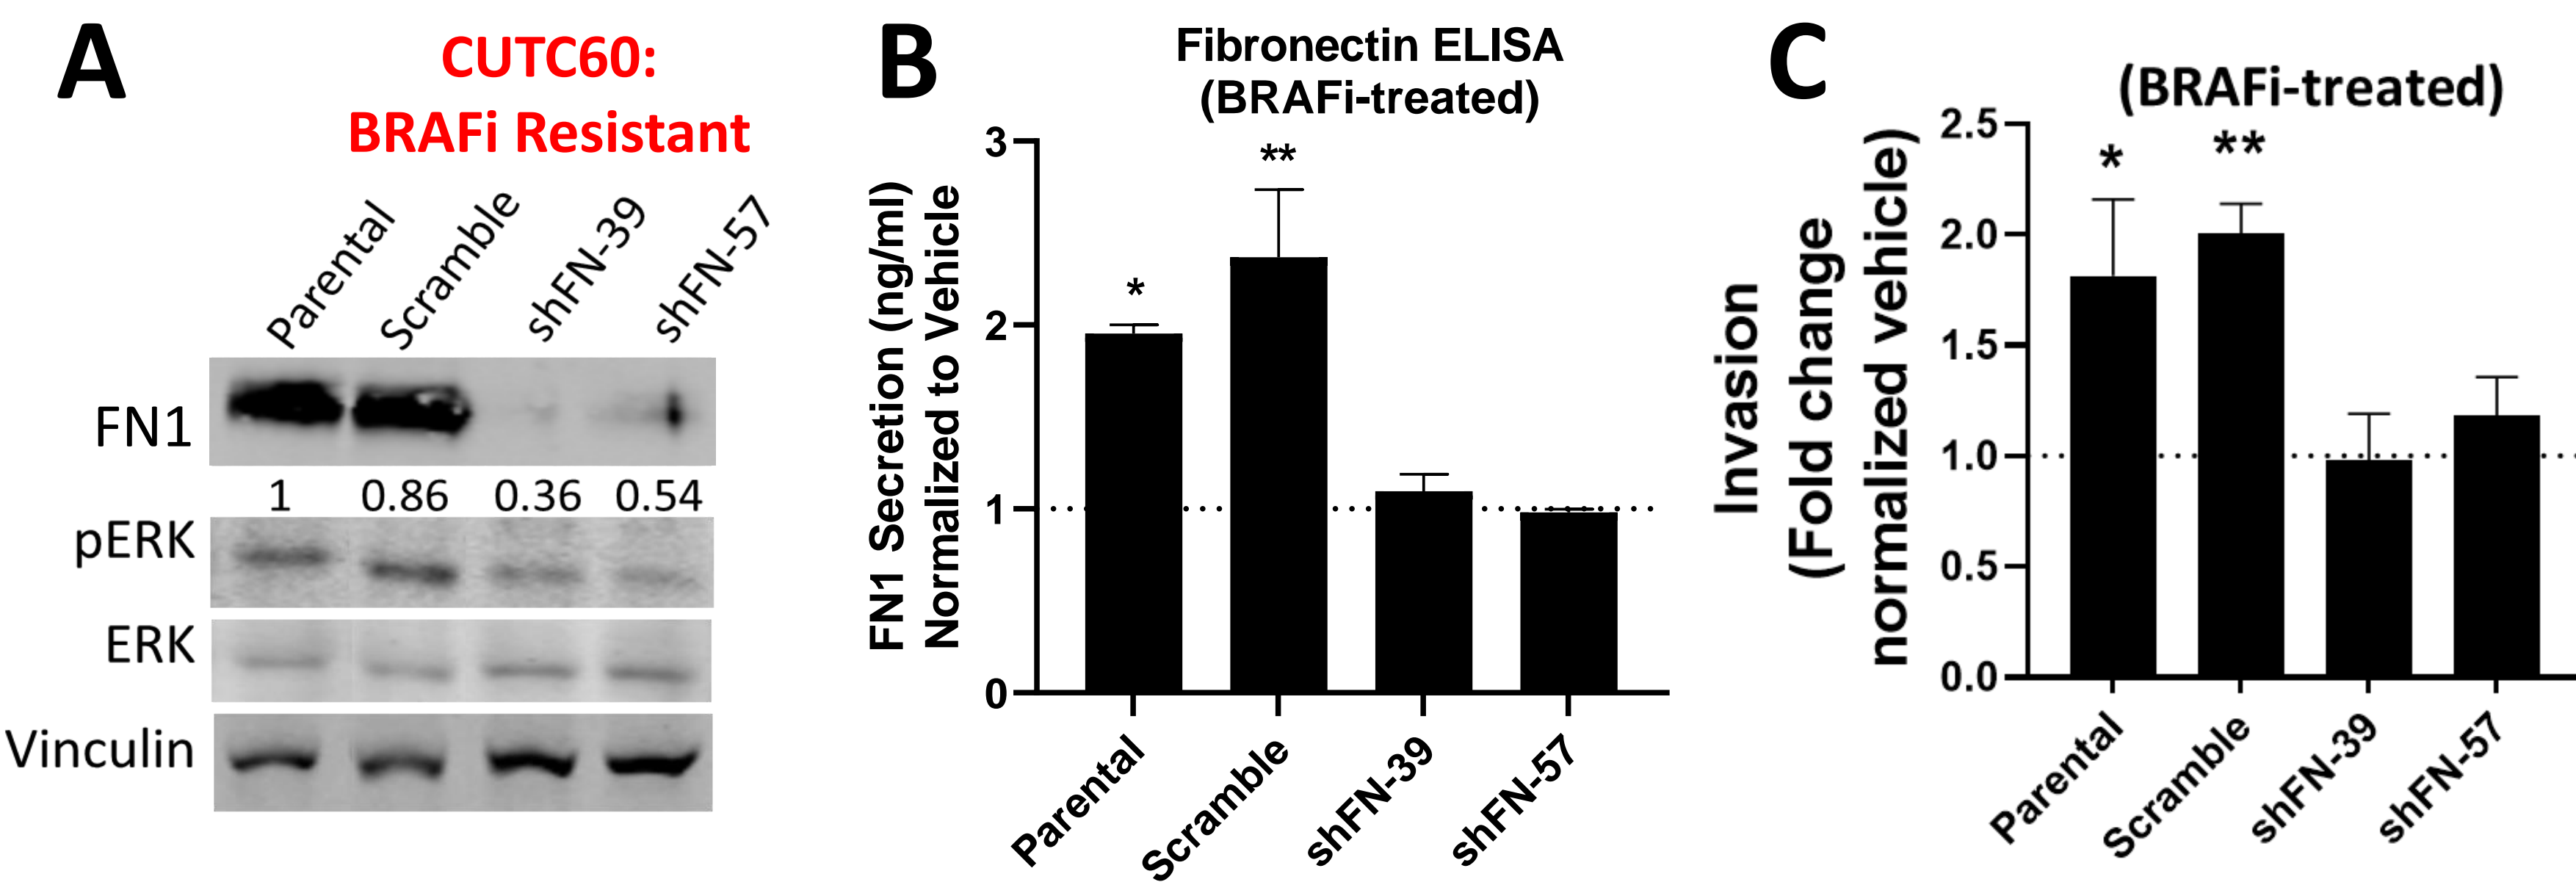 A
CUTC60:
BRAFi Resistant
Parental
Scramble
shFN-39
shFN-57
FN1
1 0.86 0.36 0.54
pERK
ERK
Vinculin
B
Fibronectin ELISA
(BRAFi-treated)
FN1 Secretion (ng/ml)
Normalized to Vehicle
3
2
1
0
*
**
Parental
Scramble
shFN-39
shFN-57
C
(BRAFi-treated)
Invasion
(Fold change
normalized vehicle)
2.5
2.0
1.5
1.0
0.5
0.0
*
**
Parental
Scramble
shFN-39
shFN-57